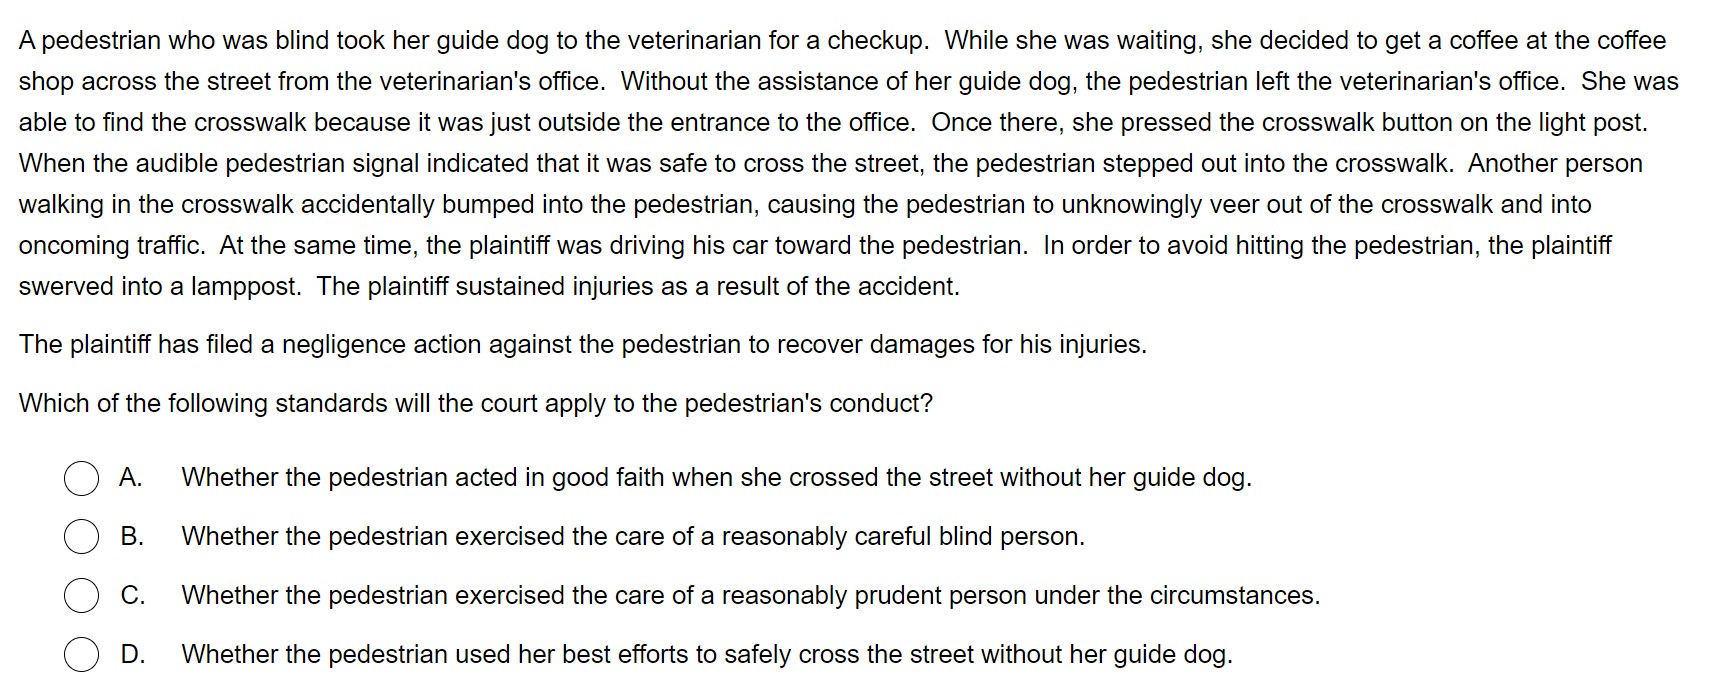 A pedestrian who was blind took her guide dog to the veterinarian for a checkup.  While she was waiting, she decided to get a coffee at the coffee
shop across the street from the veterinarian's office.  Without the assistance of her guide dog, the pedestrian left the veterinarian's office.  She was
able to find the crosswalk because it was just outside the entrance to the office.  Once there, she pressed the crosswalk button on the light post.
When the audible pedestrian signal indicated that it was safe to cross the street, the pedestrian stepped out into the crosswalk.  Another person
walking in the crosswalk accidentally bumped into the pedestrian, causing the pedestrian to unknowingly veer out of the crosswalk and into
oncoming traffic.  At the same time, the plaintiff was driving his car toward the pedestrian.  In order to avoid hitting the pedestrian, the plaintiff
swerved into a lamppost.  The plaintiff sustained injuries as a result of the accident.
The plaintiff has filed a negligence action against the pedestrian to recover damages for his injuries.
Which of the following standards will the court apply to the pedestrian's conduct?
A. Whether the pedestrian acted in good faith when she crossed the street without her guide dog.
B. Whether the pedestrian exercised the care of a reasonably careful blind person.
C. Whether the pedestrian exercised the care of a reasonably prudent person under the circumstances.
D. Whether the pedestrian used her best efforts to safely cross the street without her guide dog.